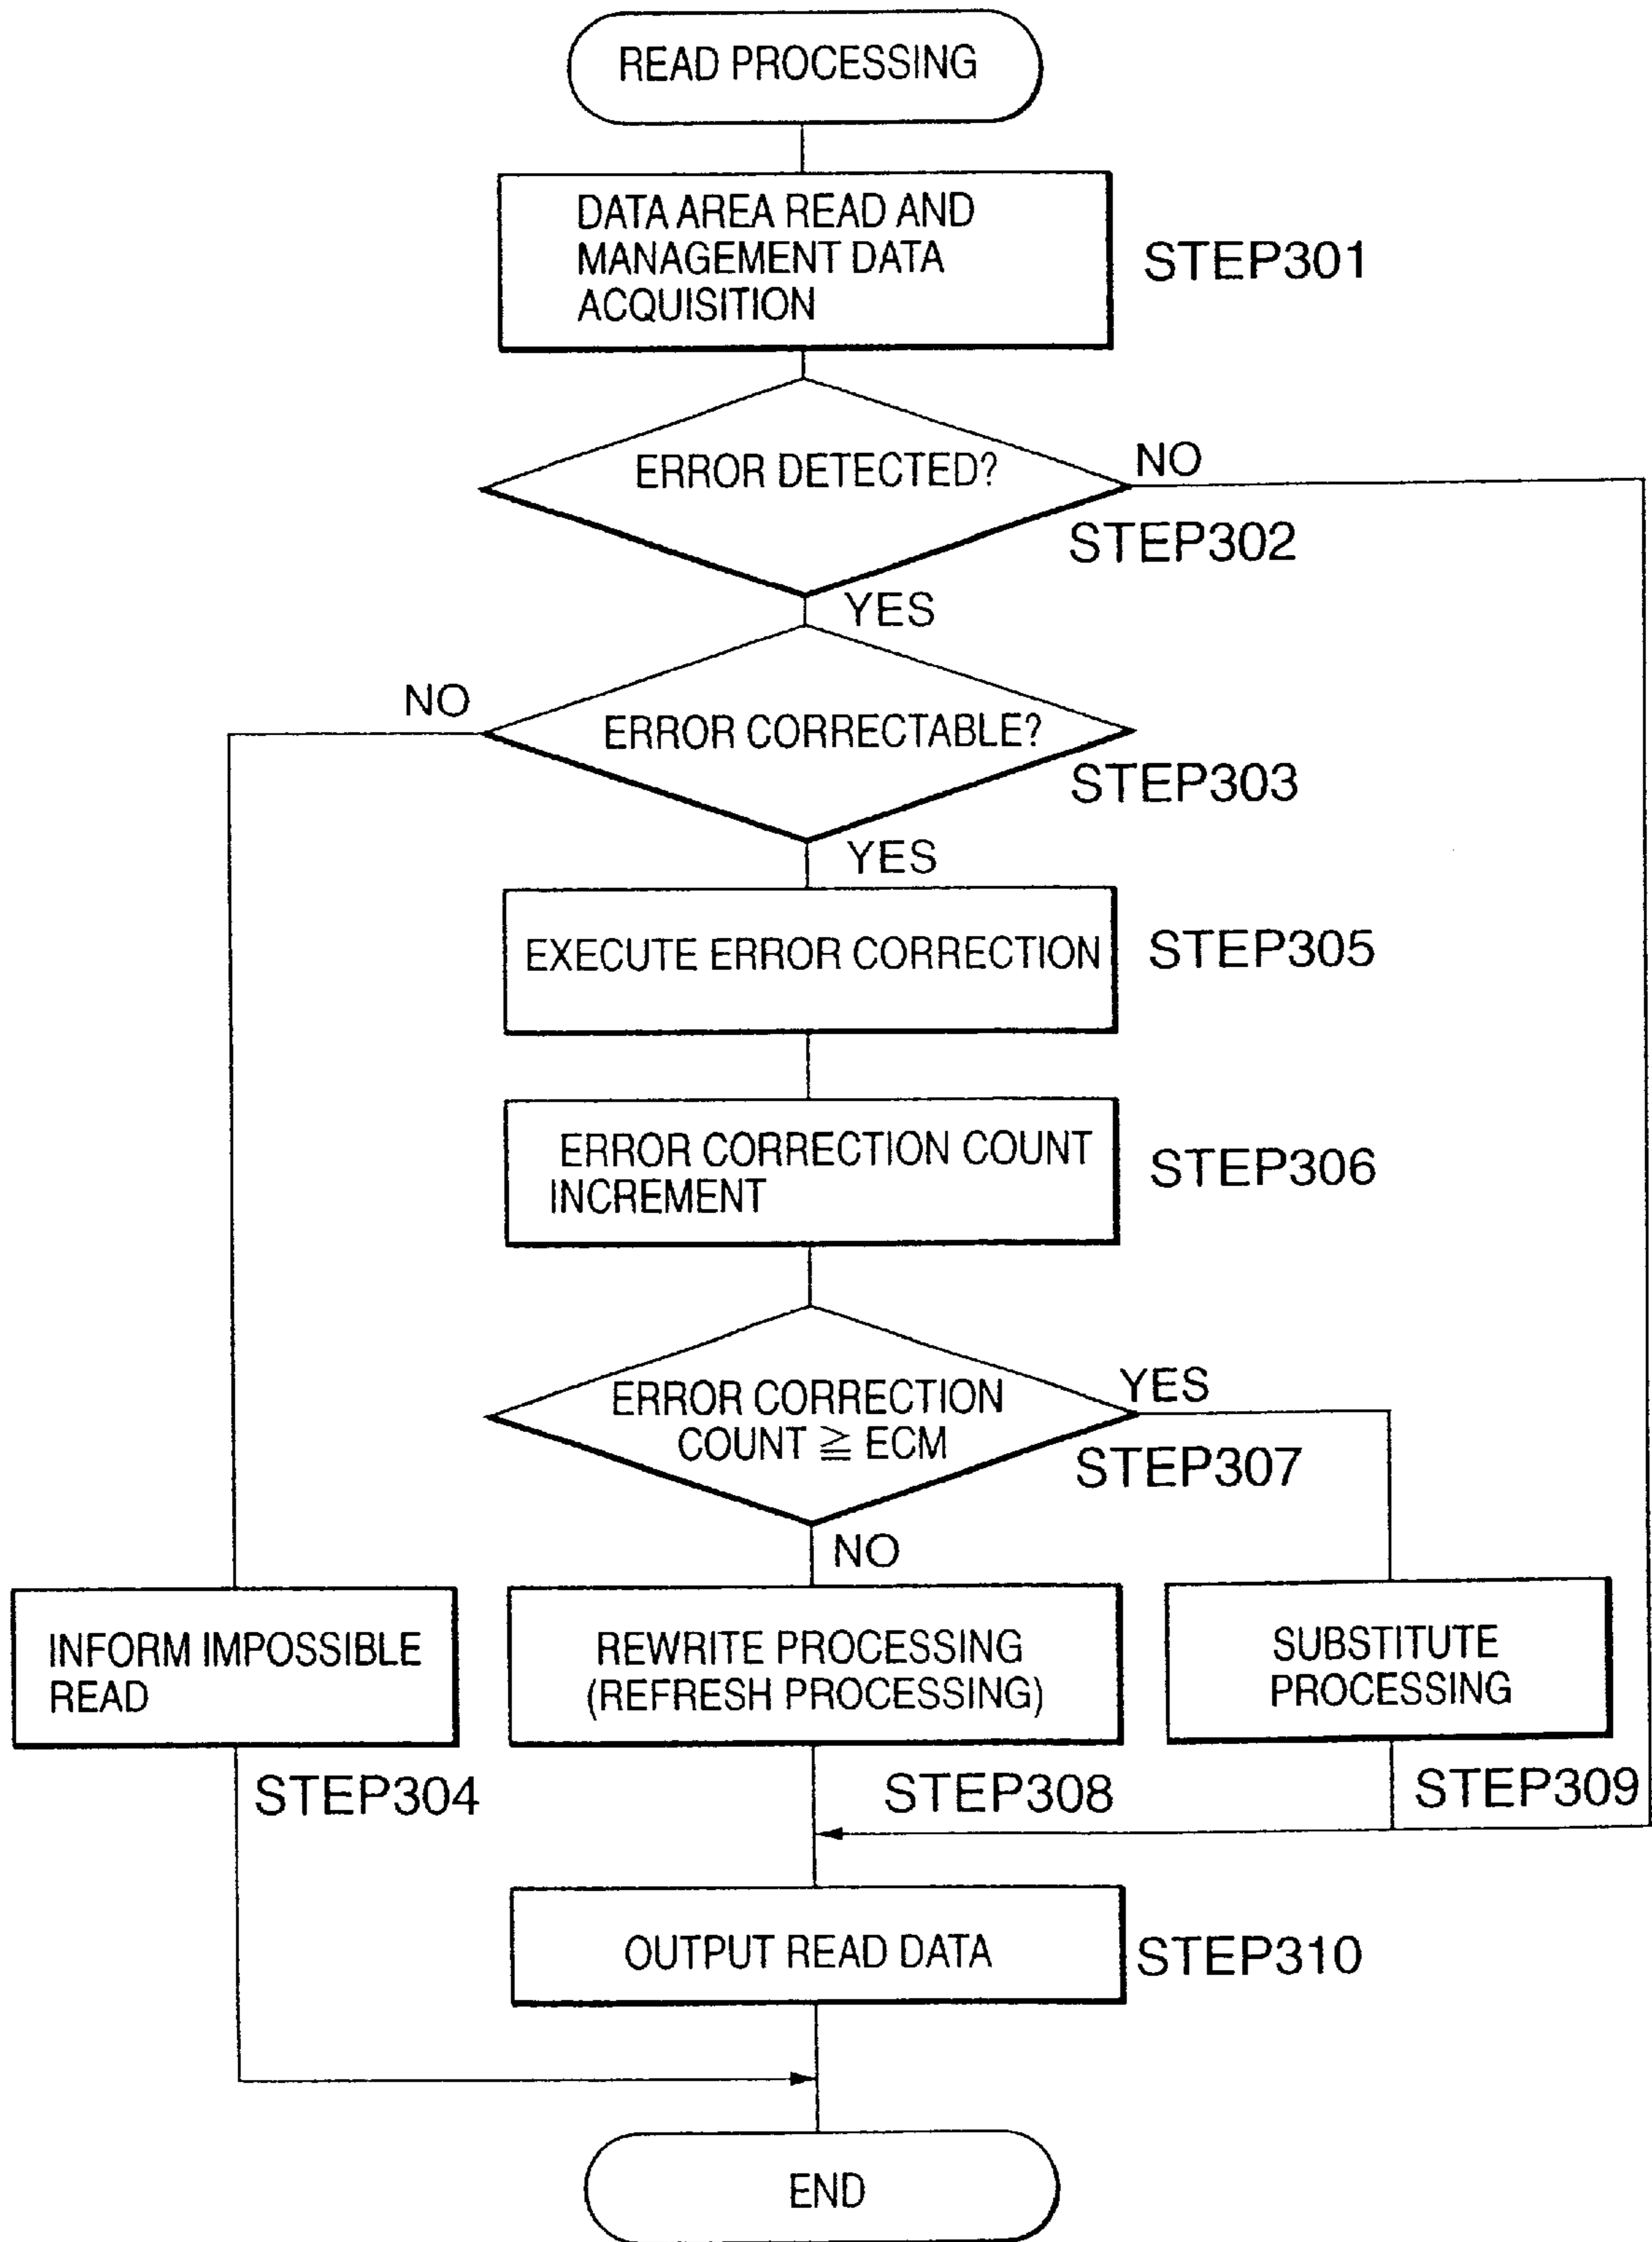 READ PROCESSING
DATA AREA READ AND
MANAGEMENT DATA
ACQUISITION
STEP301
ERROR DETECTED?
NO
STEP302
YES
NO
ERROR CORRECTABLE?
STEP303
YES
EXECUTE ERROR CORRECTION
STEP305
ERROR CORRECTION COUNT
INCREMENT
STEP306
ERROR CORRECTION
COUNT ≧ ECM
YES
STEP307
NO
INFORM IMPOSSIBLE
READ
STEP304
REWRITE PROCESSING
(REFRESH PROCESSING)
STEP308
SUBSTITUTE
PROCESSING
STEP309
OUTPUT READ DATA
STEP310
END